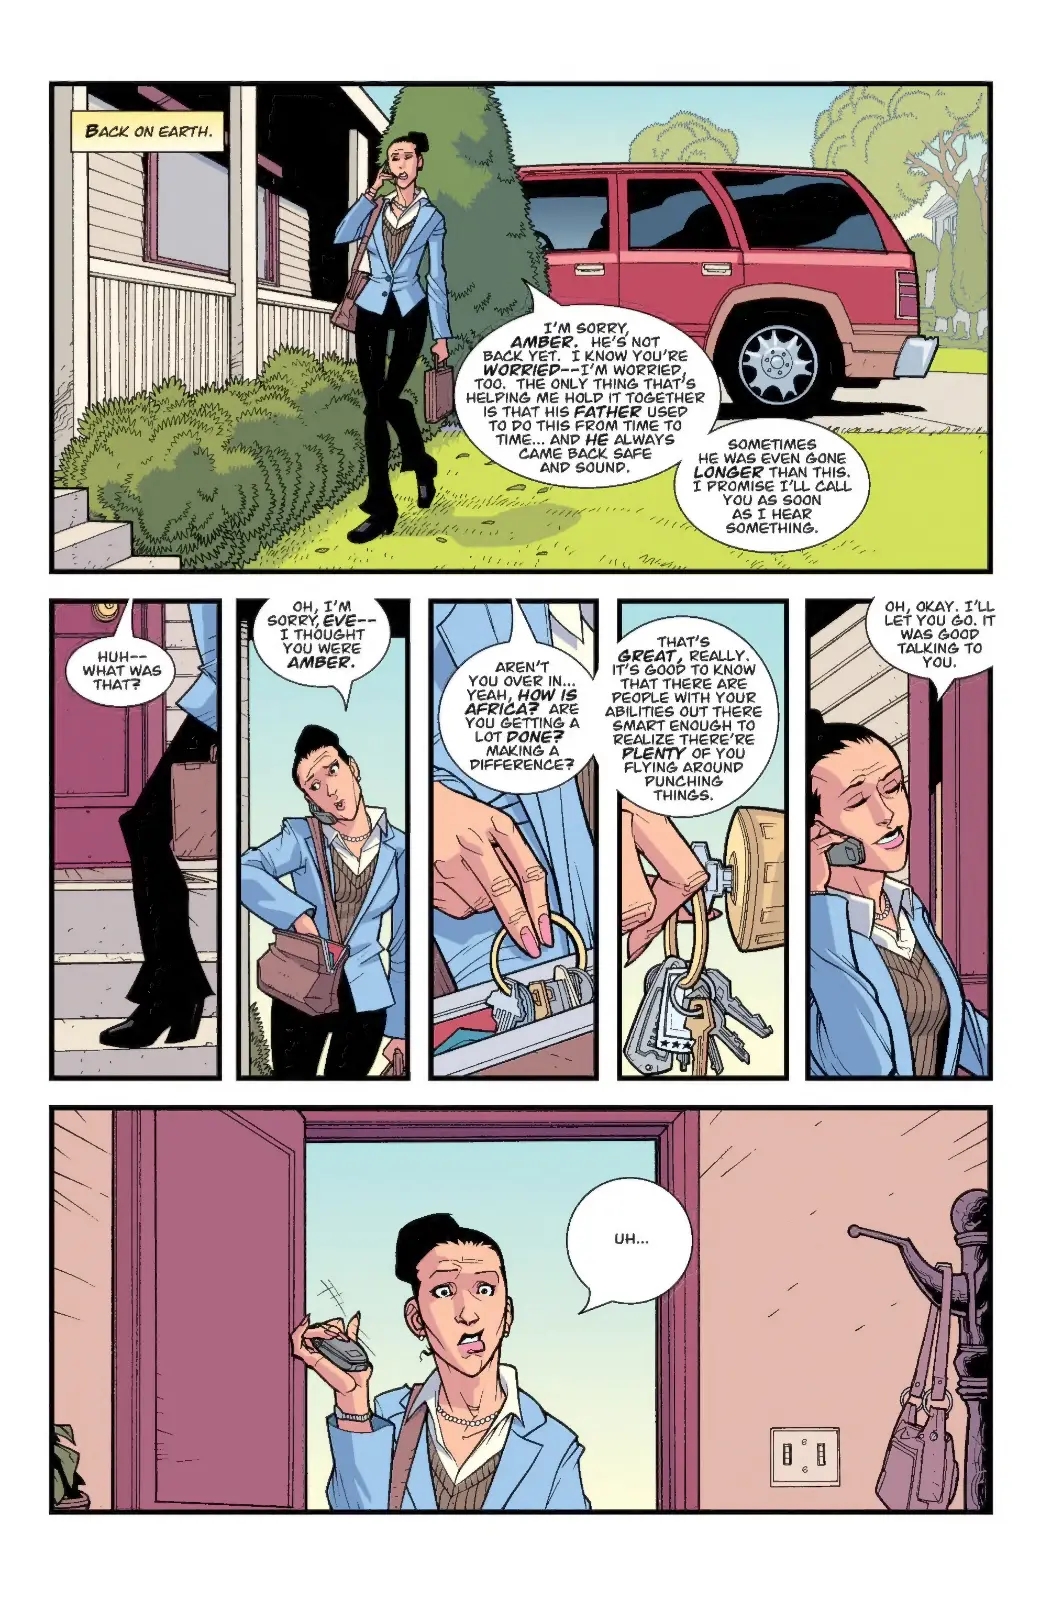 BACK ON EARTH.
I'M SORRY,
AMBER. HE'S NOT
BACK YET. I KNOW YOU'RE
WORRIED--I'M WORRIED,
TOO. THE ONLY THING THAT'S
HELPING ME HOLD IT TOGETHER
IS THAT HIS FATHER USED
TO DO THIS FROM TIME TO
TIME... AND HE ALWAYS
CAME BACK SAFE
AND SOUND.
SOMETIMES
HE WAS EVEN GONE
LONGER THAN THIS.
I PROMISE I'LL CALL
YOU AS SOON
AS I HEAR
SOMETHING.
HUH--
WHAT WAS
THAT?
OH, I'M
SORRY, EVE--
I THOUGHT
YOU WERE
AMBER.
AREN'T
YOU OVER IN...
YEAH, HOW IS
AFRICA? ARE
YOU GETTING A
LOT DONE?
MAKING A
DIFFERENCE?
THAT'S
GREAT, REALLY.
IT'S GOOD TO KNOW
THAT THERE ARE
PEOPLE WITH YOUR
ABILITIES OUT THERE
SMART ENOUGH TO
REALIZE THERE'RE
PLENTY OF YOU
FLYING AROUND
PUNCHING
THINGS.
OH, OKAY. I'LL
LET YOU GO. IT
WAS GOOD
TALKING TO
YOU.
UH...